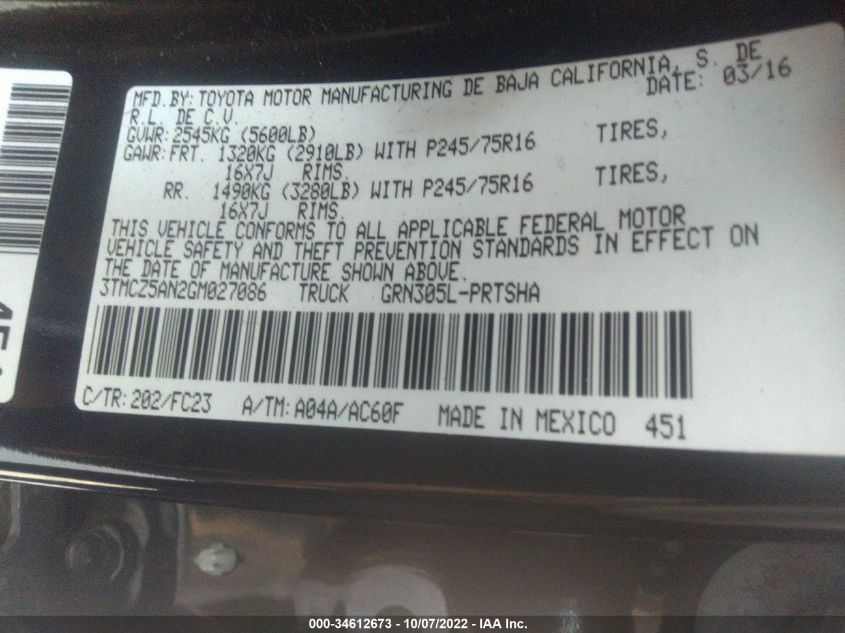 MFD.BY: TOYOTA MOTOR MANUFACTURING DE BAJA CALIFORNIA, S. DE
R.L. DE C.V. DATE: 03/16
GVWR: 2545KG (5600LB)
GAWR: FRT. 1320KG (2910LB) WITH P245/75R16 TIRES,
16X7J RIMS.
RR. 1490KG (3280LB) WITH P245/75R16 TIRES,
16X7J RIMS.
THIS VEHICLE CONFORMS TO ALL APPLICABLE FEDERAL MOTOR
VEHICLE SAFETY AND THEFT PREVENTION STANDARDS IN EFFECT ON
THE DATE OF MANUFACTURE SHOWN ABOVE.
3TMCZ5AN2GM027086 TRUCK GRN305L-PRTSHA
C/TR: 202/FC23 A/TM: A04A/AC60F MADE IN MEXICO 451
000-34612673 - 10/07/2022 - IAA Inc.